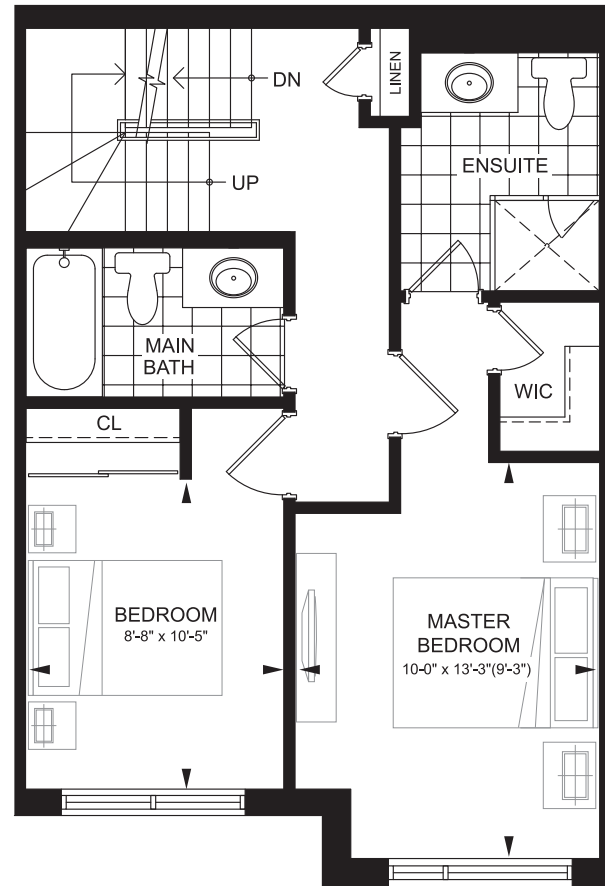 LINEN
DN
UP
ENSUITE
MAIN
BATH
WIC
CL
BEDROOM
8'-8" x 10'-5"
MASTER
BEDROOM
10-0" x 13'-3"(9'-3")